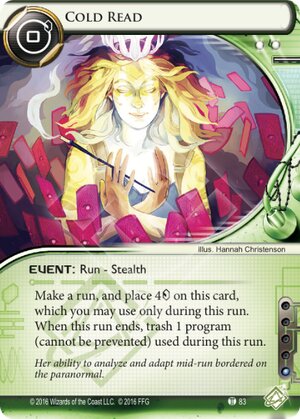 0
COLD READ
Illus. Hannah Christenson
EVENT: Run - Stealth
Make a run, and place 4 on this card,
which you may use only during this run.
When this run ends, trash 1 program
(cannot be prevented) used during this run.
Her ability to analyze and adapt mid-run bordered on
the paranormal.
© 2016 Wizards of the Coast LLC. © 2016 FFG
83